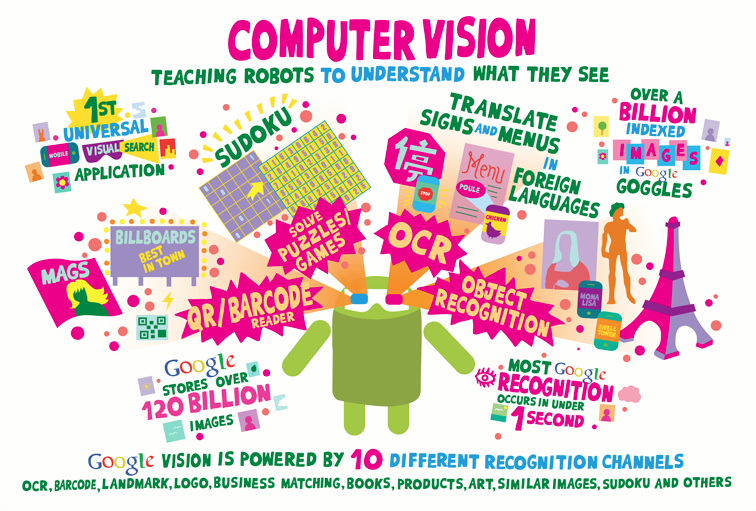 COMPUTER VISION
TEACHING ROBOTS TO UNDERSTAND WHAT THEY SEE
1ST
UNIVERSAL
MOBILE VISUAL SEARCH
APPLICATION
SUDOKU
TRANSLATE
SIGNS AND MENUS
IN
FOREIGN
LANGUAGES
停
STOP
Menu
POULE
CHICKEN
OVER A
BILLION
INDEXED
IMAGES
IN Google
GOGGLES
MAGS
BILLBOARDS
BEST
IN TOWN
QR/BARCODE
READER
SOLVE
PUZZLES/
GAMES
OCR
OBJECT
RECOGNITION
MONA
LISA
EIFELL
TOWER
Google
STORES OVER
120 BILLION
IMAGES
MOST Google
RECOGNITION
OCCURS IN UNDER
1 SECOND
Google VISION IS POWERED BY 10 DIFFERENT RECOGNITION CHANNELS
OCR, BARCODE, LANDMARK, LOGO, BUSINESS MATCHING, BOOKS, PRODUCTS, ART, SIMILAR IMAGES, SUDOKU AND OTHERS